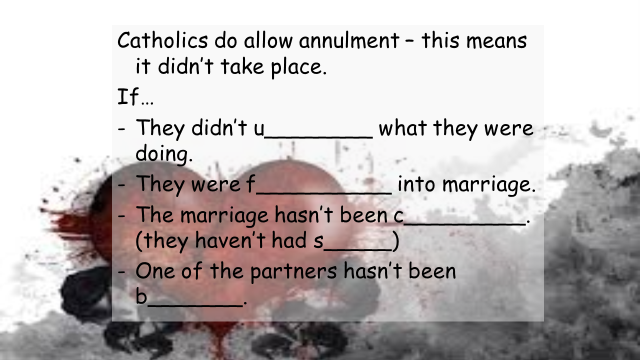 Catholics do allow annulment – this means
it didn't take place.
If…
- They didn't u________ what they were
doing.
- They were f__________ into marriage.
- The marriage hasn't been c_________.
(they haven't had s_____)
- One of the partners hasn't been
b_______.